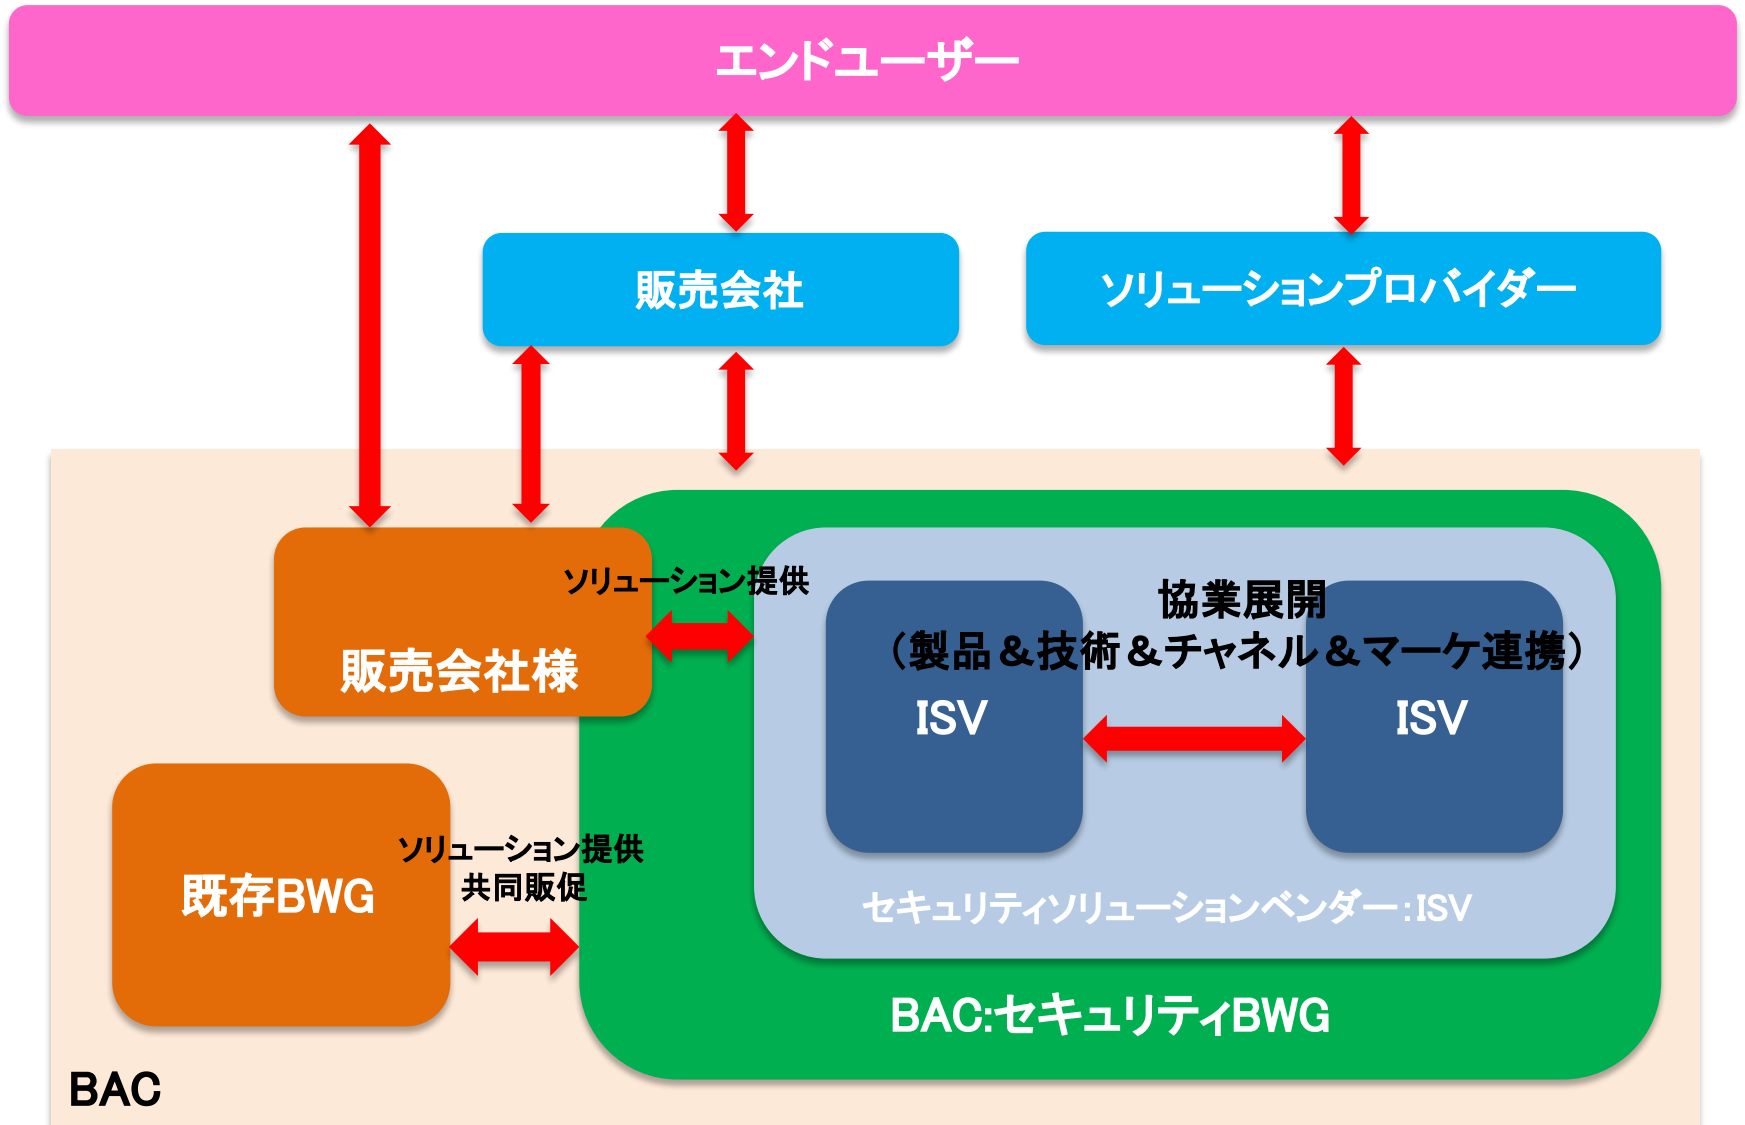 エンドユーザー
販売会社
ソリューションプロバイダー
ソリューション提供
販売会社様
協業展開
（製品＆技術＆チャネル＆マーケ連携）
ISV
ISV
ソリューション提供
共同販促
既存BWG
セキュリティソリューションベンダー：ISV
BAC:セキュリティBWG
BAC